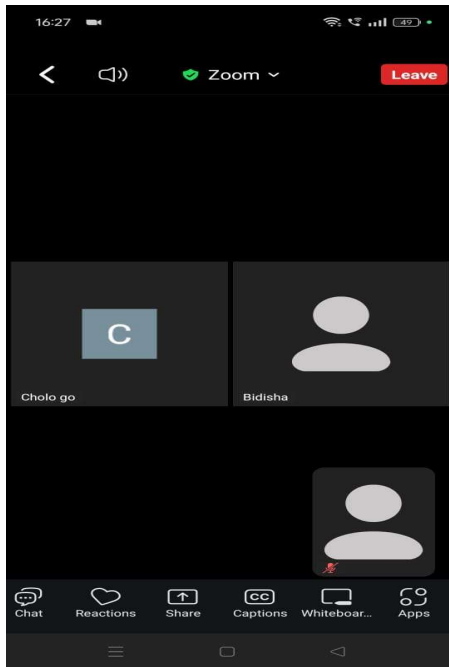 16:27 49
Zoom Leave
C
Cholo go Bidisha
CC
Chat Reactions Share Captions Whiteboar... Apps